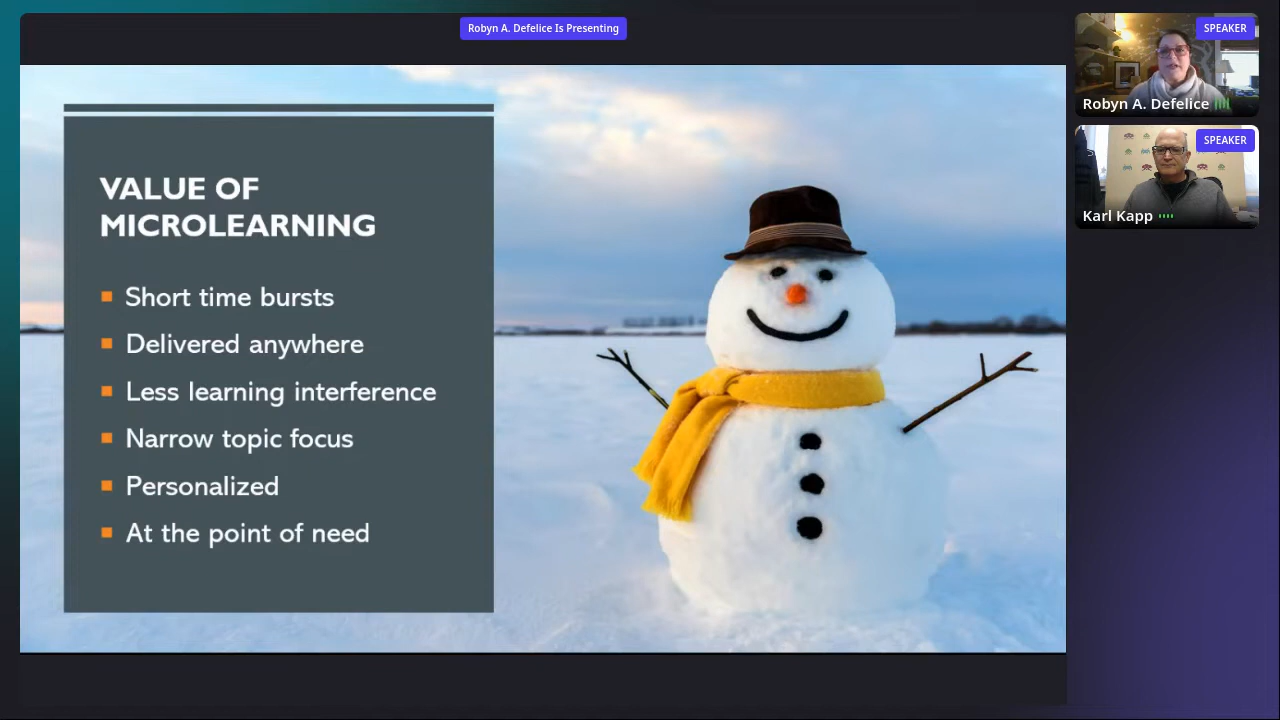 Robyn A. Defelice Is Presenting
SPEAKER
Robyn A. Defelice
SPEAKER
Karl Kapp
VALUE OF
MICROLEARNING
Short time bursts
Delivered anywhere
Less learning interference
Narrow topic focus
Personalized
At the point of need